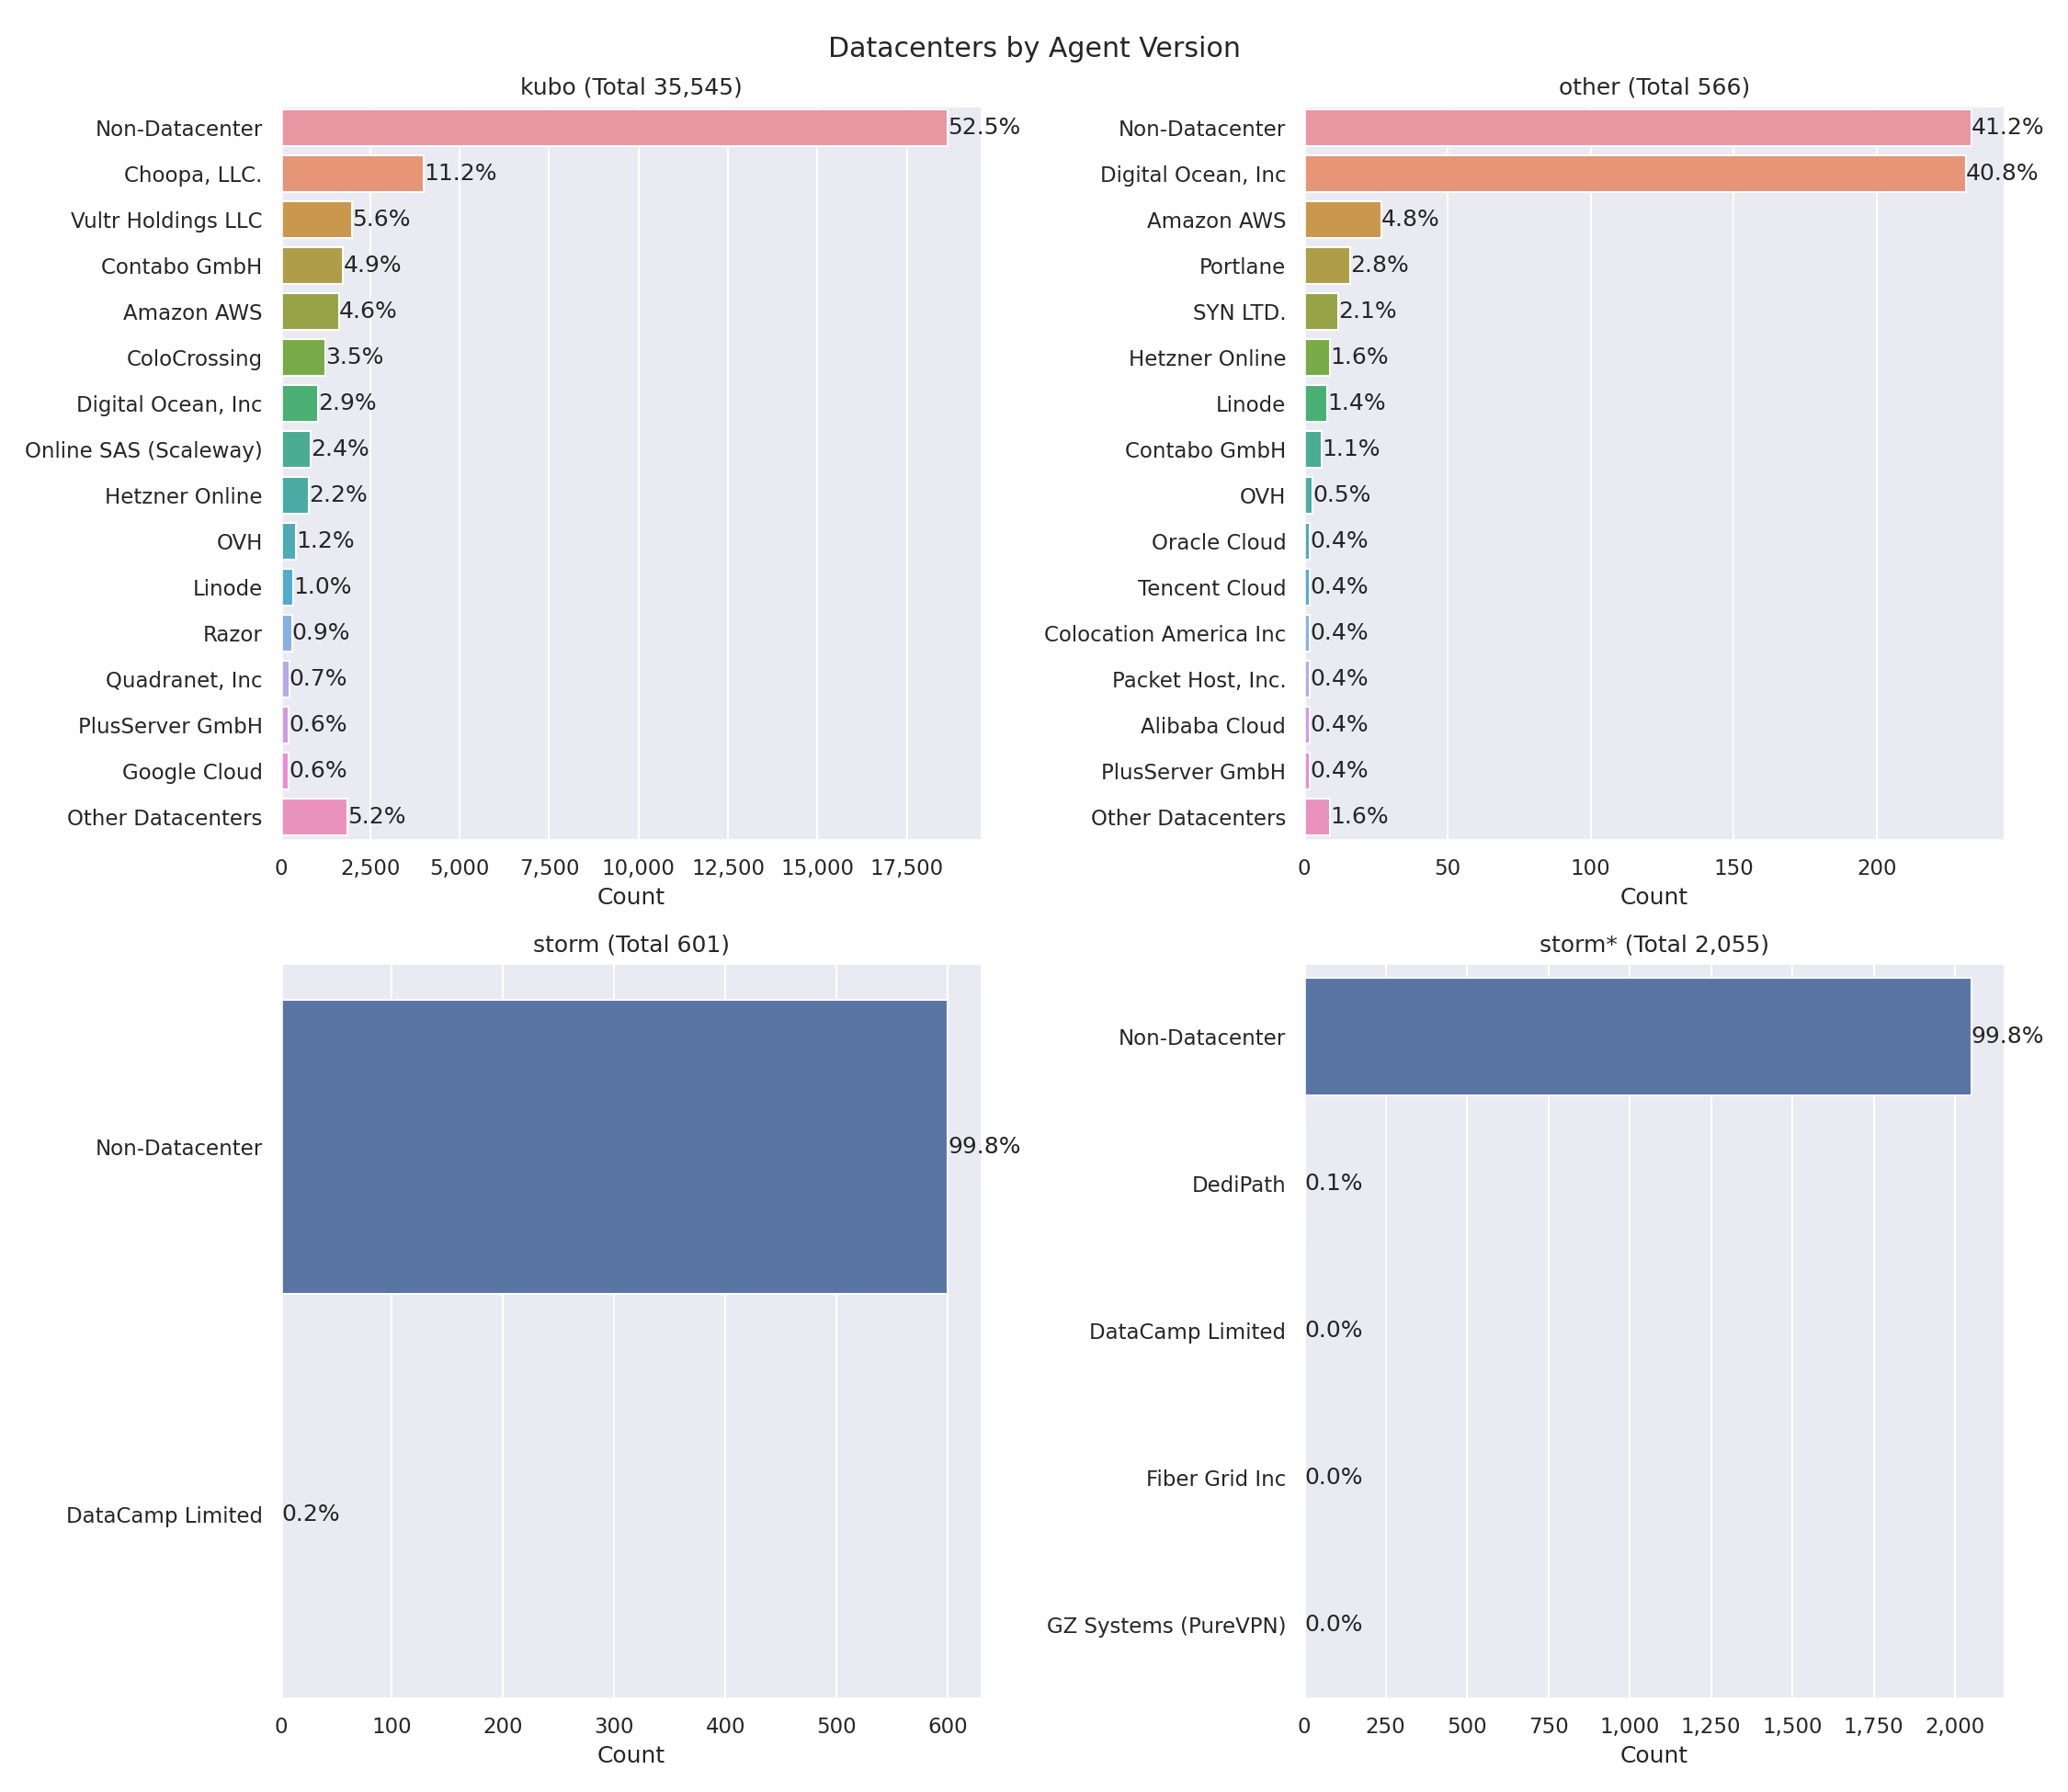 Datacenters by Agent Version
kubo (Total 35,545)
Non-Datacenter 52.5%
Choopa, LLC. 11.2%
Vultr Holdings LLC 5.6%
Contabo GmbH 4.9%
Amazon AWS 4.6%
ColoCrossing 3.5%
Digital Ocean, Inc 2.9%
Online SAS (Scaleway) 2.4%
Hetzner Online 2.2%
OVH 1.2%
Linode 1.0%
Razor 0.9%
Quadranet, Inc 0.7%
PlusServer GmbH 0.6%
Google Cloud 0.6%
Other Datacenters 5.2%
0 2,500 5,000 7,500 10,000 12,500 15,000 17,500
Count
other (Total 566)
Non-Datacenter 41.2%
Digital Ocean, Inc 40.8%
Amazon AWS 4.8%
Portlane 2.8%
SYN LTD. 2.1%
Hetzner Online 1.6%
Linode 1.4%
Contabo GmbH 1.1%
OVH 0.5%
Oracle Cloud 0.4%
Tencent Cloud 0.4%
Colocation America Inc 0.4%
Packet Host, Inc. 0.4%
Alibaba Cloud 0.4%
PlusServer GmbH 0.4%
Other Datacenters 1.6%
0 50 100 150 200
Count
storm (Total 601)
Non-Datacenter 99.8%
DataCamp Limited 0.2%
0 100 200 300 400 500 600
Count
storm* (Total 2,055)
Non-Datacenter 99.8%
DediPath 0.1%
DataCamp Limited 0.0%
Fiber Grid Inc 0.0%
GZ Systems (PureVPN) 0.0%
0 250 500 750 1,000 1,250 1,500 1,750 2,000
Count